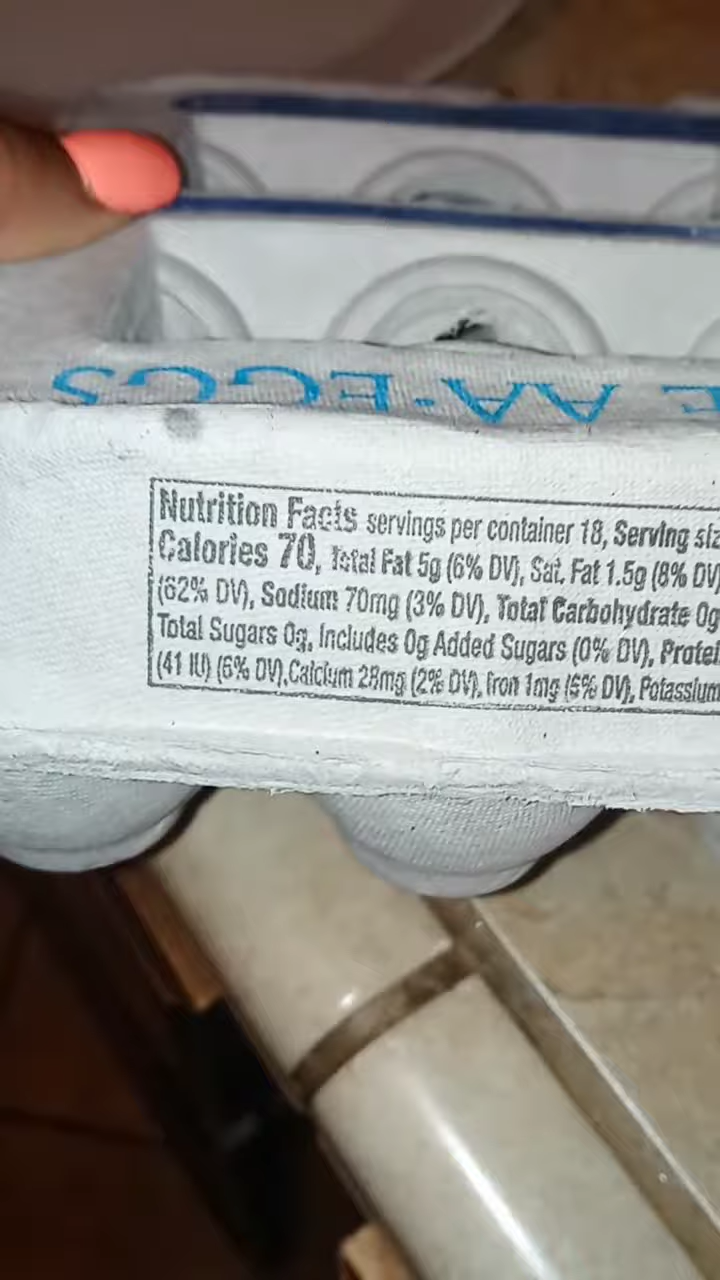 E AA•EGGS
Nutrition Facts servings per container 18, Serving siz
Calories 70, Total Fat 5g (6% DV), Sat. Fat 1.5g (8% DV
(62% DV), Sodium 70mg (3% DV), Total Carbohydrate 0g
Total Sugars 0g, Includes 0g Added Sugars (0% DV), Protei
(41 IU) (6% DV), Calcium 28mg (2% DV), Iron 1mg (6% DV), Potassium